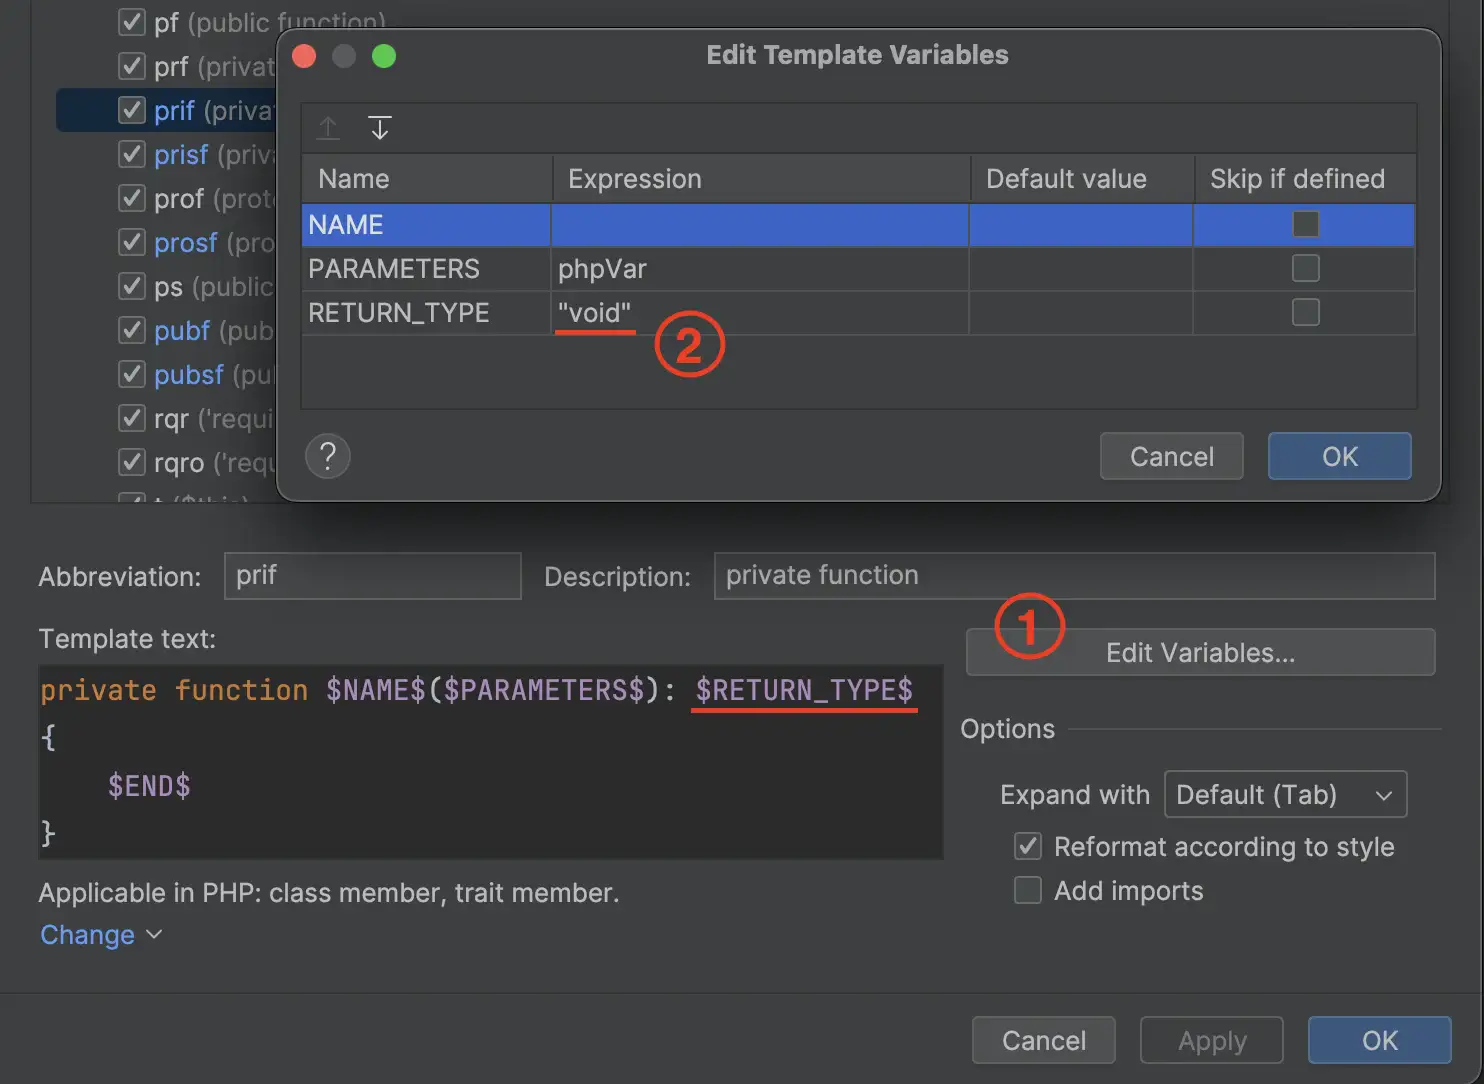 pf (public function)
Edit Template Variables
prf (privat
prif (priva
prisf (priv
prof (prot
prosf (pro
ps (public
pubf (pub
pubsf (pul
rqr ('requi
rqro ('requ
t ($this)
Name Expression Default value Skip if defined
NAME
PARAMETERS phpVar
RETURN_TYPE "void"
2
? Cancel OK
Abbreviation: prif Description: private function
1
Template text: Edit Variables...
private function $NAME$($PARAMETERS$): $RETURN_TYPE$
{
$END$
}
Options
Expand with Default (Tab)
Reformat according to style
Add imports
Applicable in PHP: class member, trait member.
Change
Cancel Apply OK